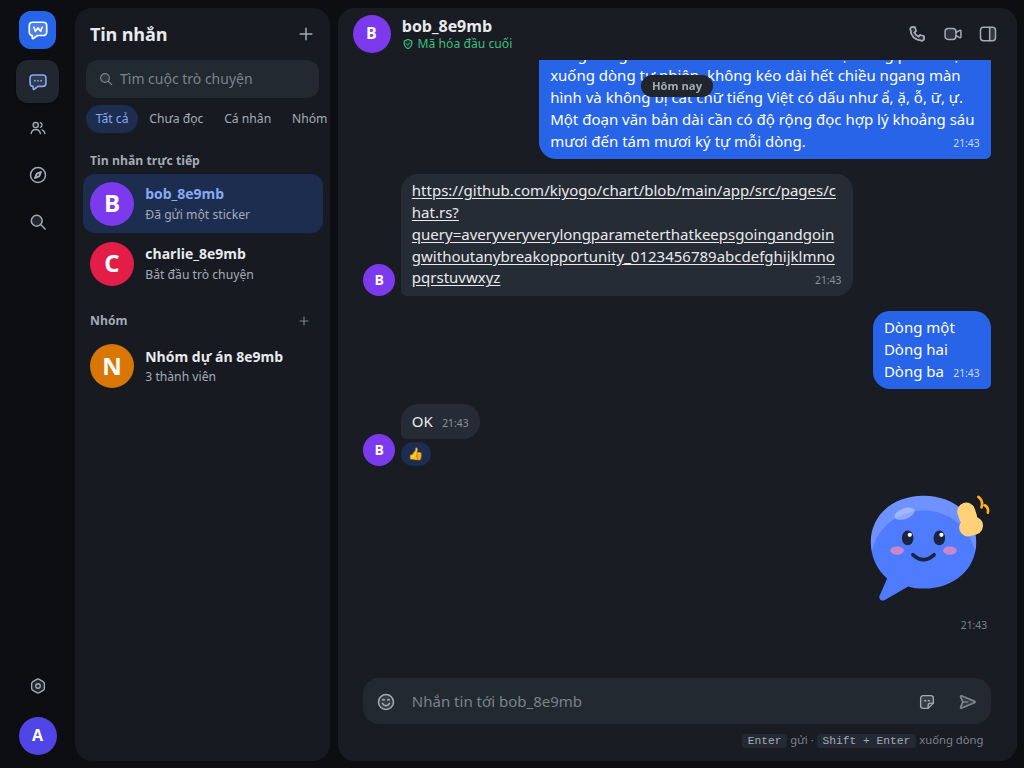 Tin nhắn
Tìm cuộc trò chuyện
Tất cả
Chưa đọc
Cá nhân
Nhóm
Tin nhắn trực tiếp
B
bob_8e9mb
Đã gửi một sticker
C
charlie_8e9mb
Bắt đầu trò chuyện
Nhóm
N
Nhóm dự án 8e9mb
3 thành viên
A
B
bob_8e9mb
Mã hóa đầu cuối
Hôm nay
xuống dòng tự nhiên, không kéo dài hết chiều ngang màn
hình và không bị cắt chữ tiếng Việt có dấu như ẩ, ặ, ỗ, ữ, ự.
Một đoạn văn bản dài cần có độ rộng đọc hợp lý khoảng sáu
mươi đến tám mươi ký tự mỗi dòng.
21:43
https://github.com/kiyogo/chart/blob/main/app/src/pages/c
hat.rs?
query=averyveryverylongparameterthatkeepsgoingandgoin
gwithoutanybreakopportunity_0123456789abcdefghijklmno
pqrstuvwxyz
21:43
B
Dòng một
Dòng hai
Dòng ba
21:43
OK
21:43
B
21:43
Nhắn tin tới bob_8e9mb
Enter gửi · Shift + Enter xuống dòng